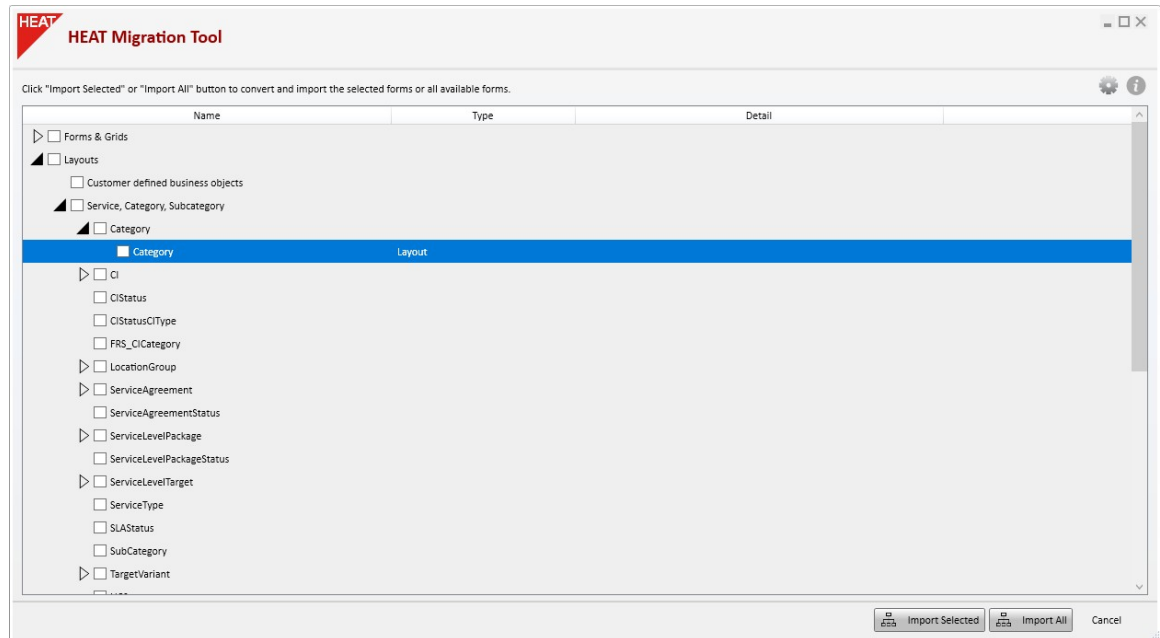 HEAT
HEAT Migration Tool
Click "Import Selected" or "Import All" button to convert and import the selected forms or all available forms.
Name Type Detail
Forms & Grids
Layouts
Customer defined business objects
Service, Category, Subcategory
Category
Category Layout
CI
CIStatus
CIStatusCIType
FRS_CICategory
LocationGroup
ServiceAgreement
ServiceAgreementStatus
ServiceLevelPackage
ServiceLevelPackageStatus
ServiceLevelTarget
ServiceType
SLAStatus
SubCategory
TargetVariant
Import Selected Import All Cancel